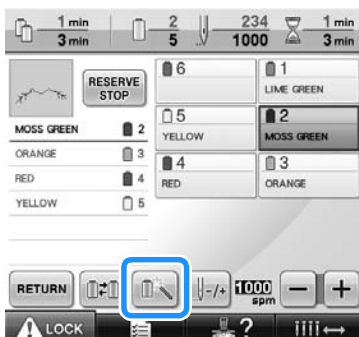 1 min 2 234 1 min
3 min 5 1000 3 min
RESERVE STOP
MOSS GREEN 2
ORANGE 3
RED 4
YELLOW 5
6
1 LIME GREEN
5 YELLOW
2 MOSS GREEN
4 RED
3 ORANGE
RETURN -/+ 1000 spm - +
LOCK ?